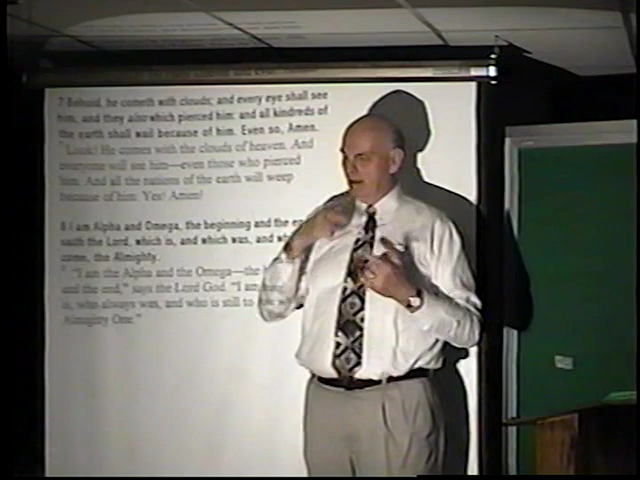 7 Behold, he cometh with clouds; and every eye shall see
him, and they also which pierced him: and all kindreds of
the earth shall wail because of him. Even so, Amen.
7 Look! He comes with the clouds of heaven. And
everyone will see him—even those who pierced
him. And all the nations of the earth will weep
because of him. Yes! Amen!
8 I am Alpha and Omega, the beginning and the
saith the Lord, which is, and which was, and
come, the Almighty.
8 "I am the Alpha and the Omega—the
and the end," says the Lord God. "I am
is, who always was, and who is still to
Almighty One."